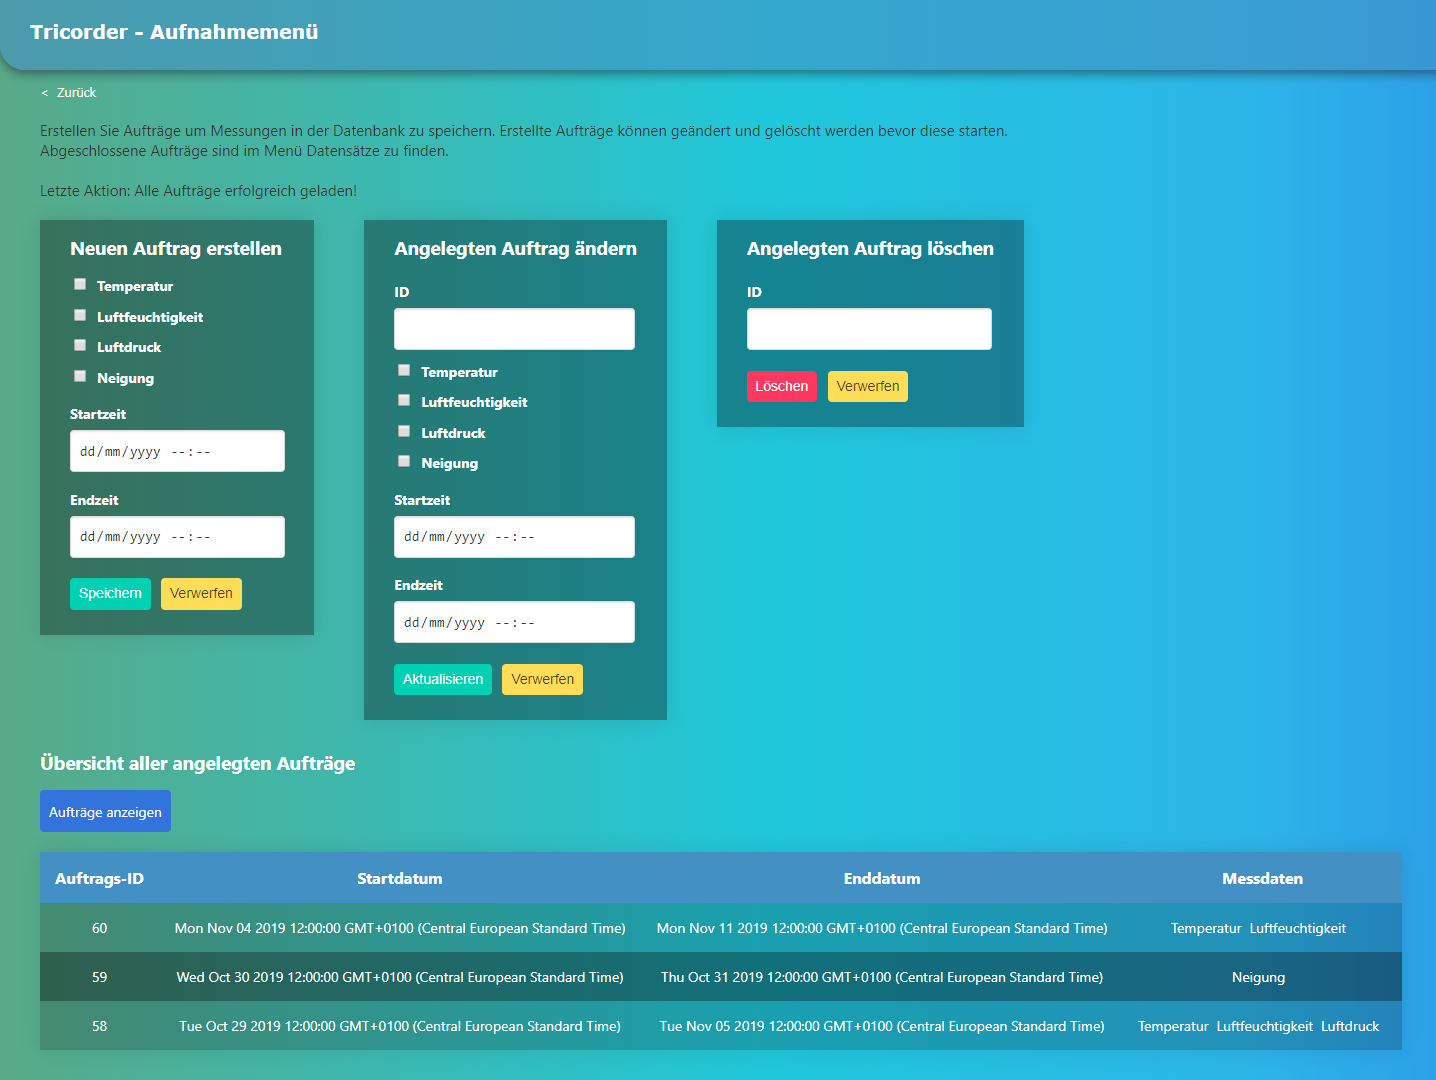 Tricorder - Aufnahmemenü
< Zurück
Erstellen Sie Aufträge um Messungen in der Datenbank zu speichern. Erstellte Aufträge können geändert und gelöscht werden bevor diese starten.
Abgeschlossene Aufträge sind im Menü Datensätze zu finden.
Letzte Aktion: Alle Aufträge erfolgreich geladen!
Neuen Auftrag erstellen
Temperatur
Luftfeuchtigkeit
Luftdruck
Neigung
Startzeit
dd/mm/yyyy --:--
Endzeit
dd/mm/yyyy --:--
Speichern Verwerfen
Angelegten Auftrag ändern
ID
Temperatur
Luftfeuchtigkeit
Luftdruck
Neigung
Startzeit
dd/mm/yyyy --:--
Endzeit
dd/mm/yyyy --:--
Aktualisieren Verwerfen
Angelegten Auftrag löschen
ID
Löschen Verwerfen
Übersicht aller angelegten Aufträge
Aufträge anzeigen
Auftrags-ID Startdatum Enddatum Messdaten
60 Mon Nov 04 2019 12:00:00 GMT+0100 (Central European Standard Time) Mon Nov 11 2019 12:00:00 GMT+0100 (Central European Standard Time) Temperatur Luftfeuchtigkeit
59 Wed Oct 30 2019 12:00:00 GMT+0100 (Central European Standard Time) Thu Oct 31 2019 12:00:00 GMT+0100 (Central European Standard Time) Neigung
58 Tue Oct 29 2019 12:00:00 GMT+0100 (Central European Standard Time) Tue Nov 05 2019 12:00:00 GMT+0100 (Central European Standard Time) Temperatur Luftfeuchtigkeit Luftdruck